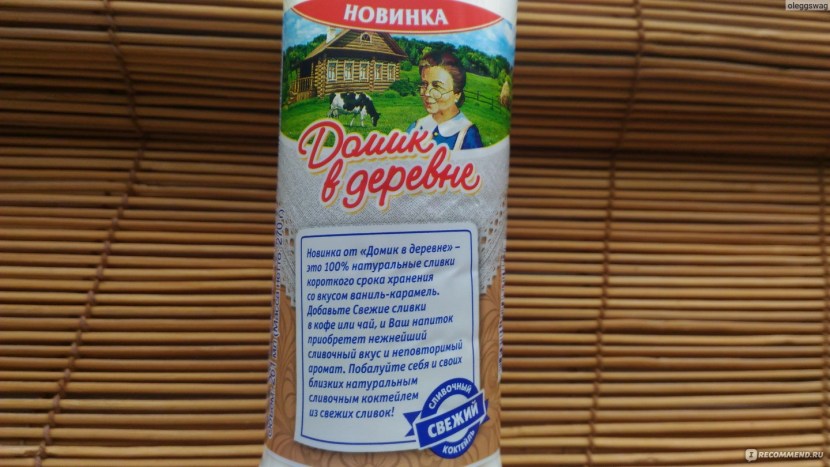 oleggswag
НОВИНКА
Домик
в деревне
Новинка от «Домик в деревне» –
это 100% натуральные сливки
короткого срока хранения
со вкусом ваниль-карамель.
Добавьте Свежие сливки
в кофе или чай, и Ваш напиток
приобретет нежнейший
сливочный вкус и неповторимый
аромат. Побалуйте себя и своих
близких натуральным
сливочным коктейлем
из свежих сливок!
СЛИВОЧНЫЙ
СВЕЖИЙ
КОКТЕЙЛЬ
270 г
I RECOMMEND.RU